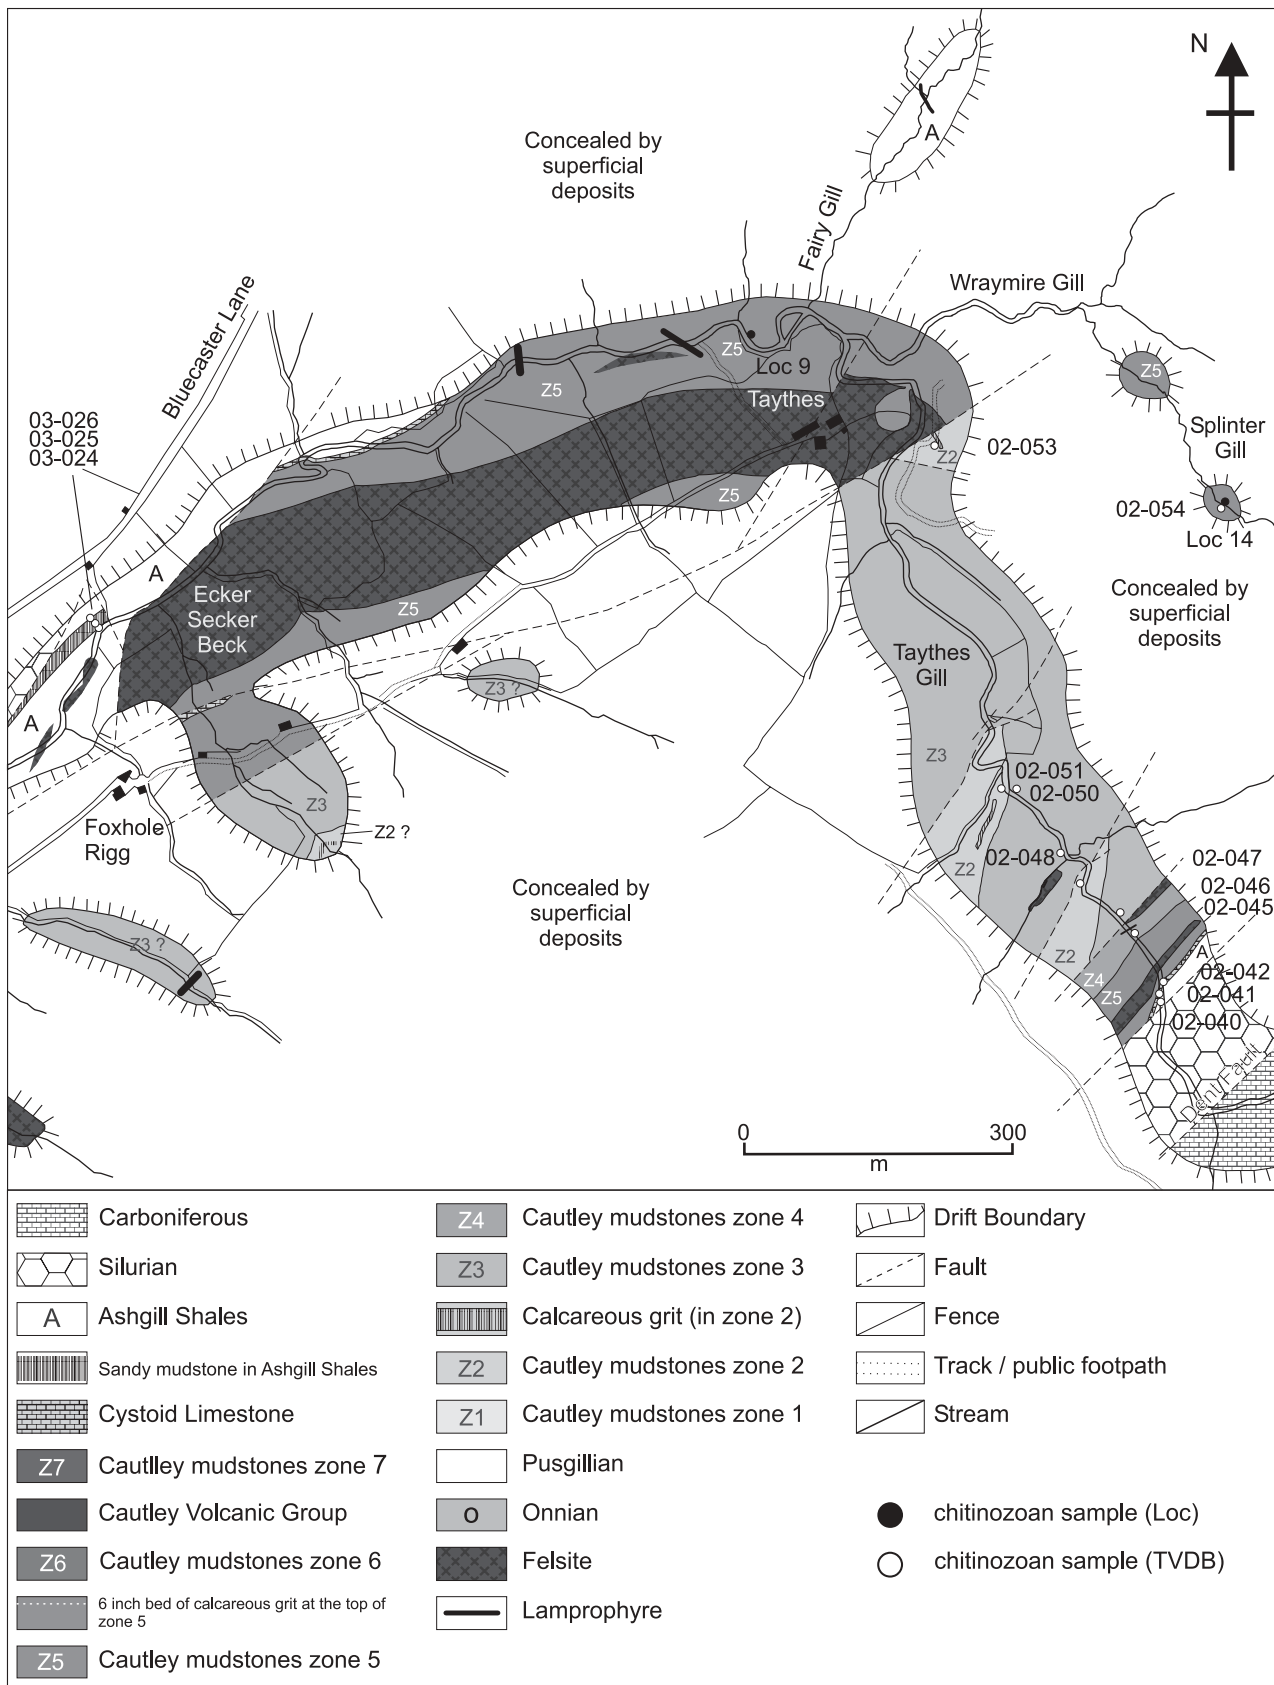 N
A
Concealed by
superficial
deposits
Fairy Gill
Wraymire Gill
Bluecaster Lane
Z5
Z5
Loc 9
Z5
03-026
03-025
03-024
Taythes
Splinter
Gill
Z2
02-053
Z5
02-054
Loc 14
A
Ecker
Secker
Beck
Z5
Concealed by
superficial
deposits
Taythes
Gill
Z3 ?
A
Z3
02-051
02-050
Z3
Foxhole
Rigg
Z2 ?
Z2
02-048
02-047
02-046
02-045
Concealed by
superficial
deposits
Z3 ?
Z2
A
Z4
02-042
Z5
02-041
02-040
Dent Fault
0
300
m
Carboniferous
Silurian
A Ashgill Shales
Sandy mudstone in Ashgill Shales
Cystoid Limestone
Z7 Cautlley mudstones zone 7
Cautley Volcanic Group
Z6 Cautley mudstones zone 6
6 inch bed of calcareous grit at the top of
zone 5
Z5 Cautley mudstones zone 5
Z4 Cautley mudstones zone 4
Z3 Cautley mudstones zone 3
Calcareous grit (in zone 2)
Z2 Cautley mudstones zone 2
Z1 Cautley mudstones zone 1
Pusgillian
o Onnian
Felsite
Lamprophyre
Drift Boundary
Fault
Fence
Track / public footpath
Stream
chitinozoan sample (Loc)
chitinozoan sample (TVDB)